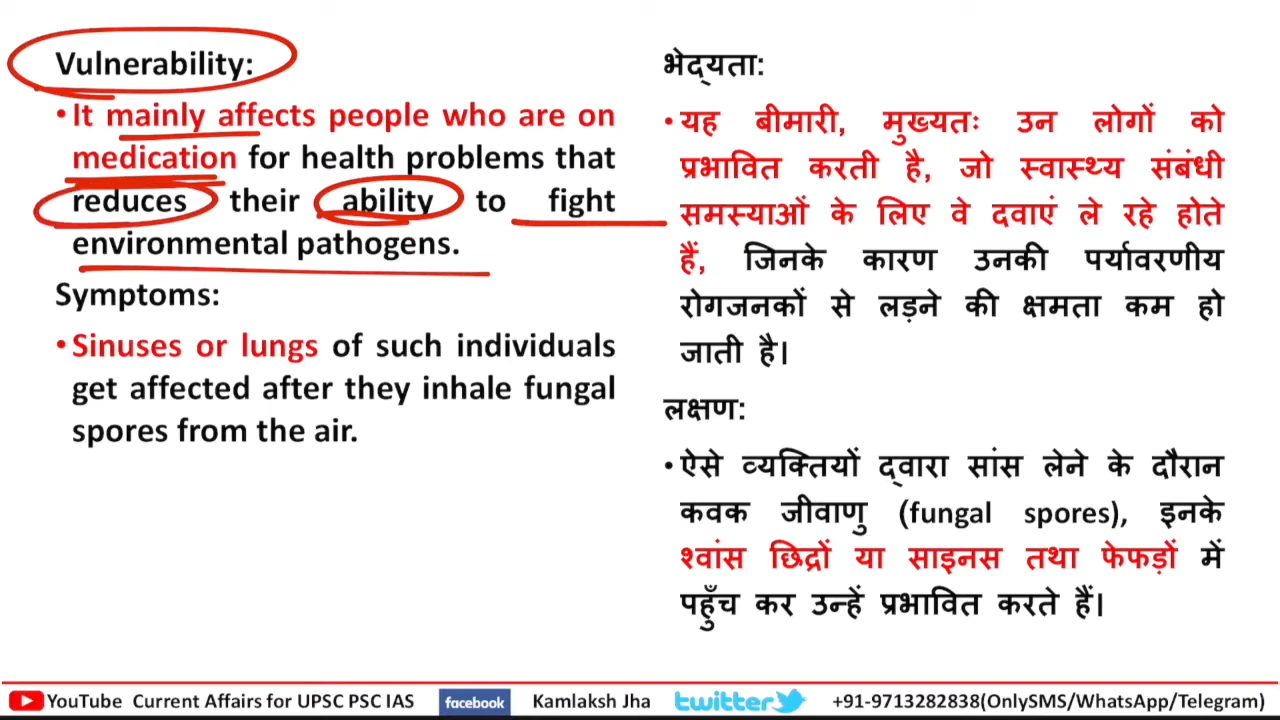 Vulnerability:
• It mainly affects people who are on
medication for health problems that
reduces their ability to fight
environmental pathogens.
Symptoms:
• Sinuses or lungs of such individuals
get affected after they inhale fungal
spores from the air.
भेद्यता:
• यह बीमारी, मुख्यतः उन लोगों को
प्रभावित करती है, जो स्वास्थ्य संबंधी
समस्याओं के लिए वे दवाएं ले रहे होते
हैं, जिनके कारण उनकी पर्यावरणीय
रोगजनकों से लड़ने की क्षमता कम हो
जाती है।
लक्षण:
• ऐसे व्यक्तियों द्वारा सांस लेने के दौरान
कवक जीवाणु (fungal spores), इनके
श्वांस छिद्रों या साइनस तथा फेफड़ों में
पहुँच कर उन्हें प्रभावित करते हैं।
YouTube Current Affairs for UPSC PSC IAS facebook Kamlaksh Jha twitter +91-9713282838(OnlySMS/WhatsApp/Telegram)